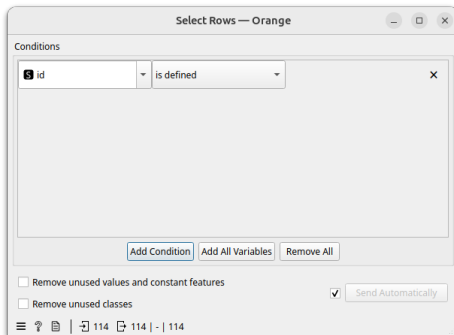 Select Rows — Orange
Conditions
S id is defined
Add Condition Add All Variables Remove All
Remove unused values and constant features
Send Automatically
Remove unused classes
114 114 | - | 114